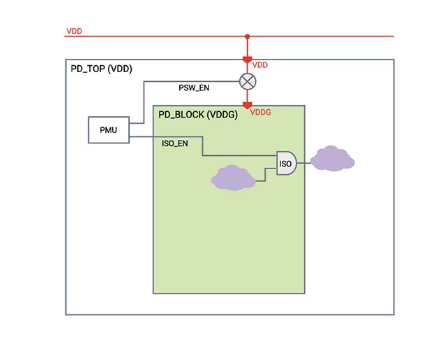 VDD
PD_TOP (VDD)
VDD
PSW_EN
PD_BLOCK (VDDG)
VDDG
PMU
ISO_EN
ISO